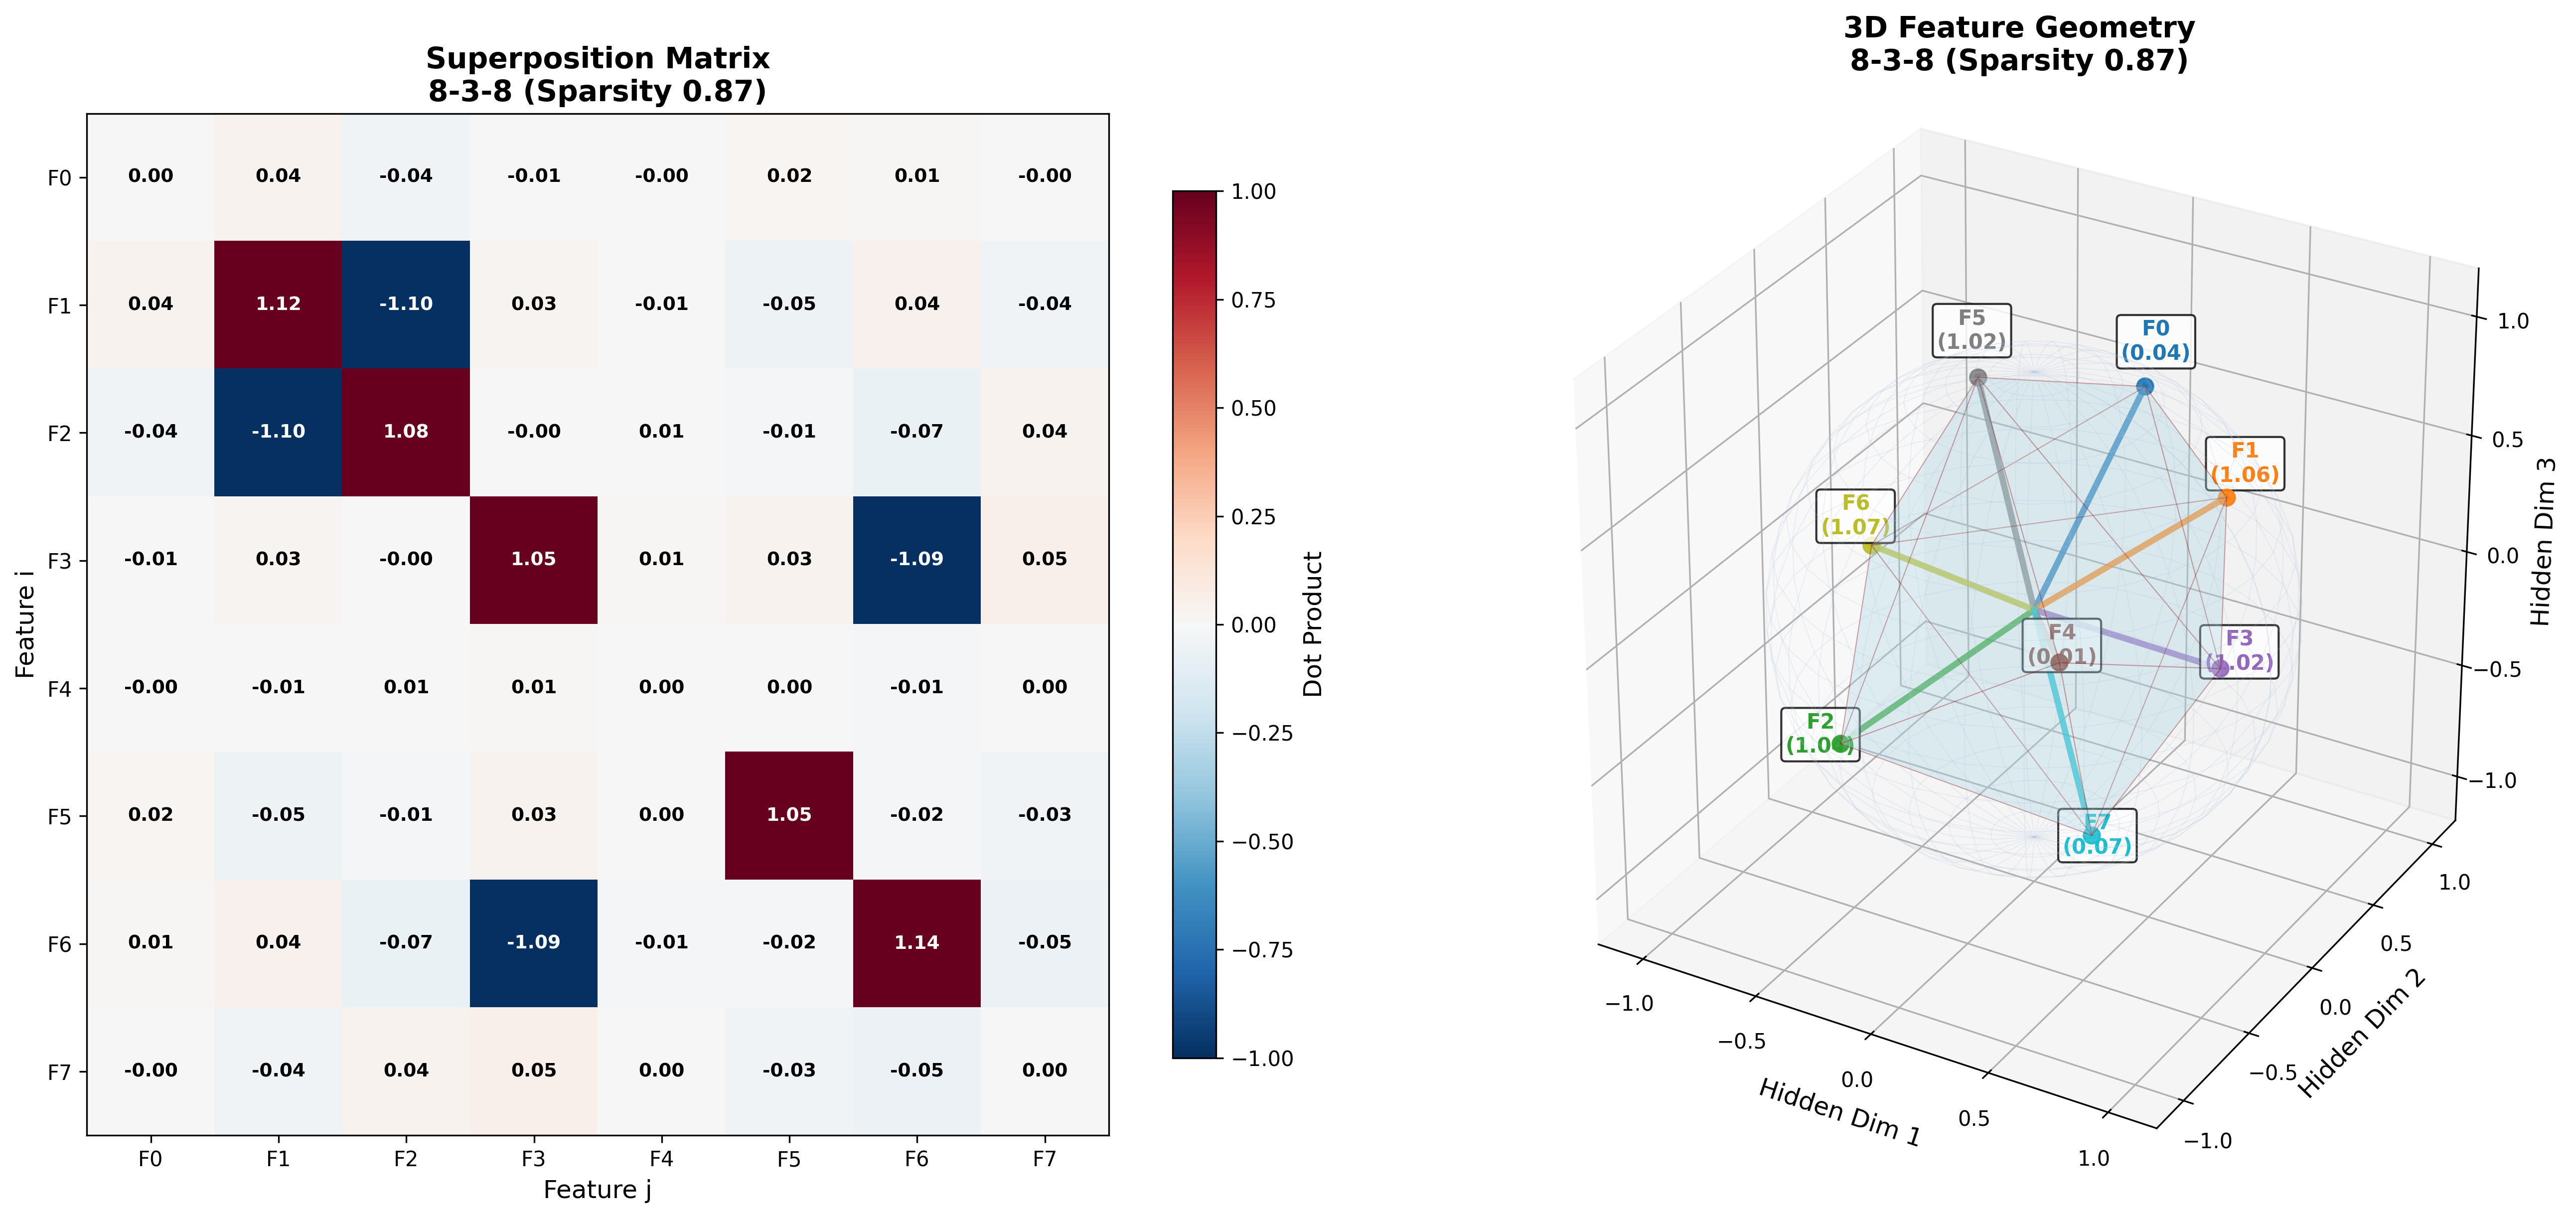 Superposition Matrix
8-3-8 (Sparsity 0.87)
F0 0.00 0.04 -0.04 -0.01 -0.00 0.02 0.01 -0.00
F1 0.04 1.12 -1.10 0.03 -0.01 -0.05 0.04 -0.04
F2 -0.04 -1.10 1.08 -0.00 0.01 -0.01 -0.07 0.04
F3 -0.01 0.03 -0.00 1.05 0.01 0.03 -1.09 0.05
F4 -0.00 -0.01 0.01 0.01 0.00 0.00 -0.01 0.00
F5 0.02 -0.05 -0.01 0.03 0.00 1.05 -0.02 -0.03
F6 0.01 0.04 -0.07 -1.09 -0.01 -0.02 1.14 -0.05
F7 -0.00 -0.04 0.04 0.05 0.00 -0.03 -0.05 0.00
F0 F1 F2 F3 F4 F5 F6 F7
Feature j
Feature i
1.00
0.75
0.50
0.25
0.00
−0.25
−0.50
−0.75
−1.00
Dot Product
3D Feature Geometry
8-3-8 (Sparsity 0.87)
F5
(1.02)
F0
(0.04)
F1
(1.06)
F6
(1.07)
F4
(0.01)
F3
(1.02)
F2
F7
(0.07)
1.0
0.5
0.0
−0.5
−1.0
Hidden Dim 3
−1.0
−0.5
0.0
0.5
1.0
Hidden Dim 1
1.0
0.5
0.0
−0.5
−1.0
Hidden Dim 2